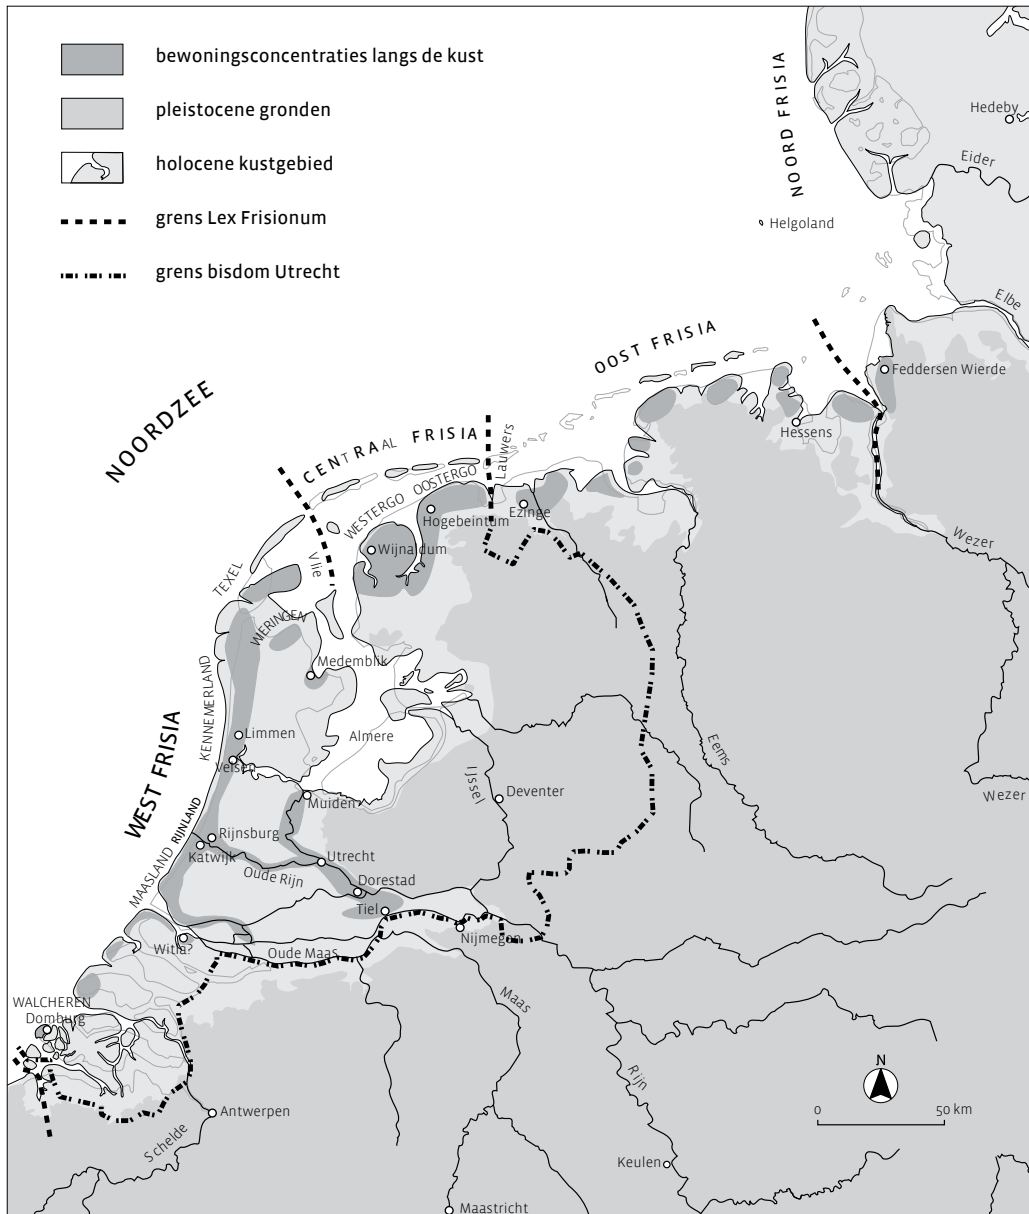 bewoningsconcentraties langs de kust
pleistocene gronden
holocene kustgebied
grens Lex Frisionum
grens bisdom Utrecht
NOORD FRISIA
Hedeby
Eider
Helgoland
Elbe
OOST FRISIA
NOORDZEE
Feddersen Wierde
CENTRAAL FRISIA
Lauwers
Hessens
WESTERGO OOSTERGO
Hogebeintum
Ezinge
Wezer
Wijnaldum
Vlie
TEXEL
WIERINGEN
Medemblik
KENNEMERLAND
WEST FRISIA
Limmen
Almere
Velsen
Eems
IJssel
Deventer
Wezer
Muiden
RIJNLAND
Rijnsburg
Katwijk
Utrecht
MAASLAND
Oude Rijn
Dorestad
Tiel
Nijmegen
Witla?
Oude Maas
Maas
WALCHEREN
Domburg
Rijn
N
Antwerpen
0 50 km
Schelde
Keulen
Maastricht